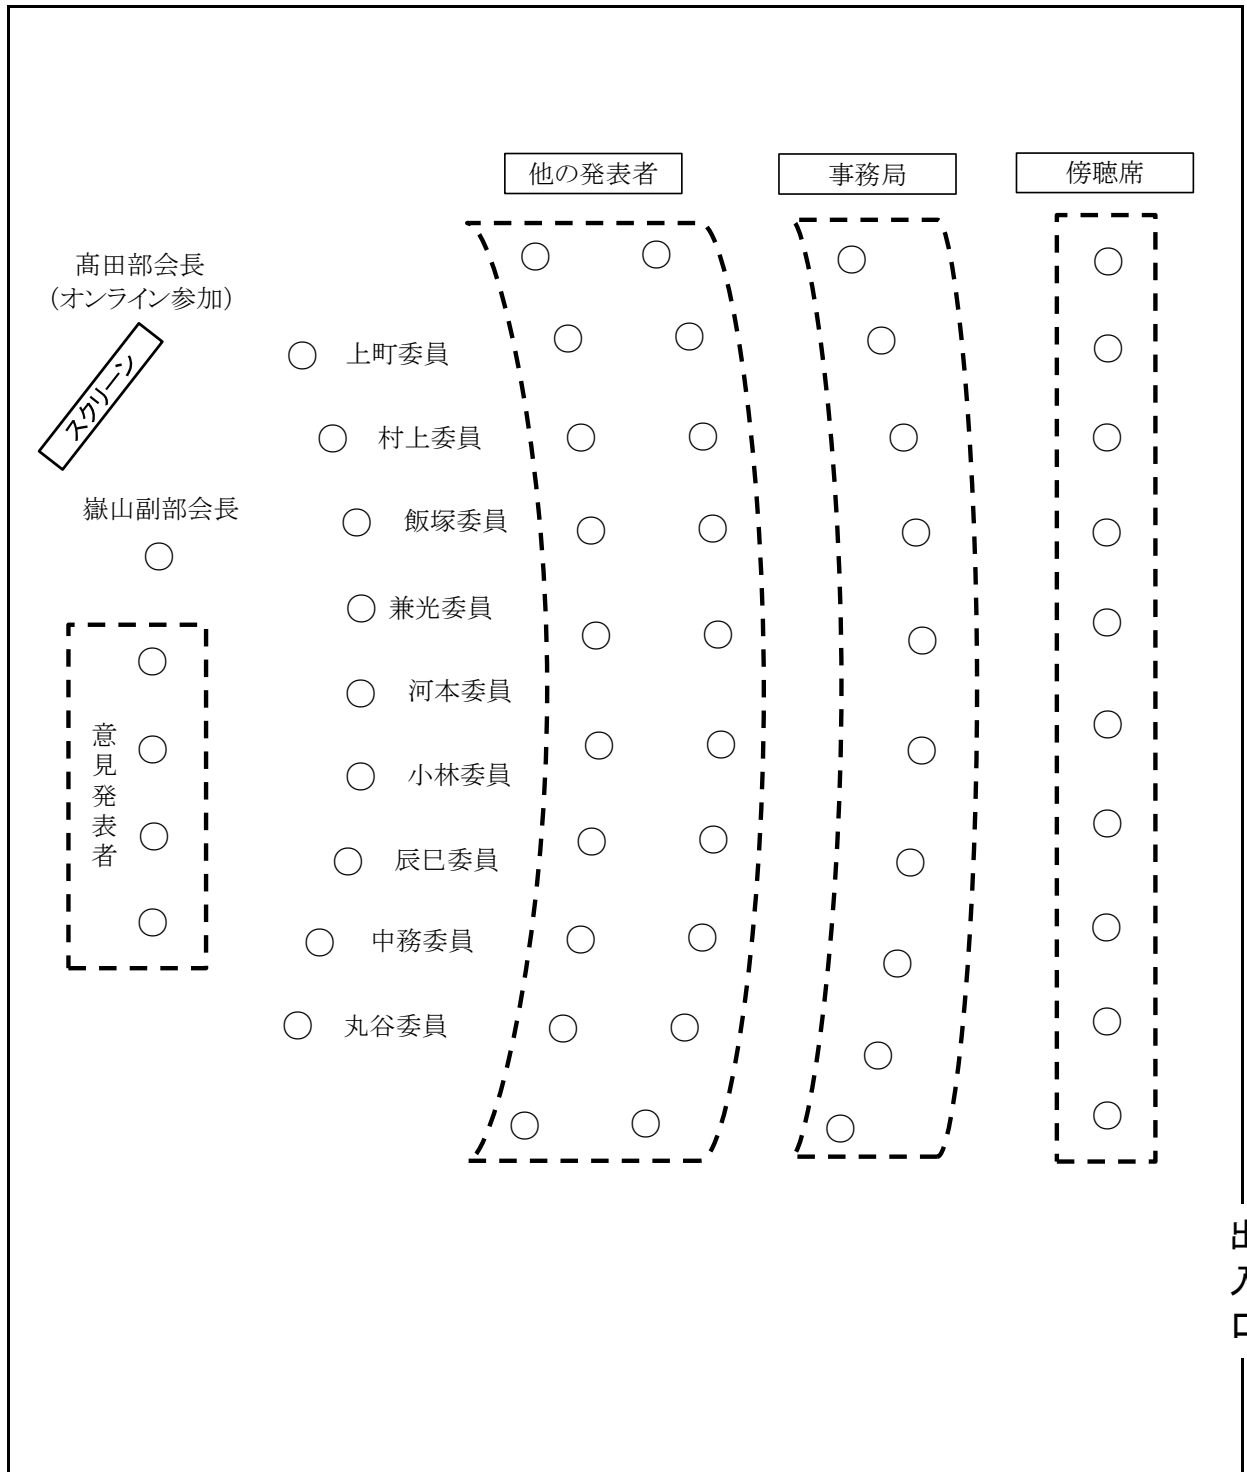 他の発表者
事務局
傍聴席
髙田部会長
（オンライン参加）
スクリーン
上町委員
村上委員
嶽山副部会長
飯塚委員
兼光委員
河本委員
意見発表者
小林委員
辰巳委員
中務委員
丸谷委員
出入口